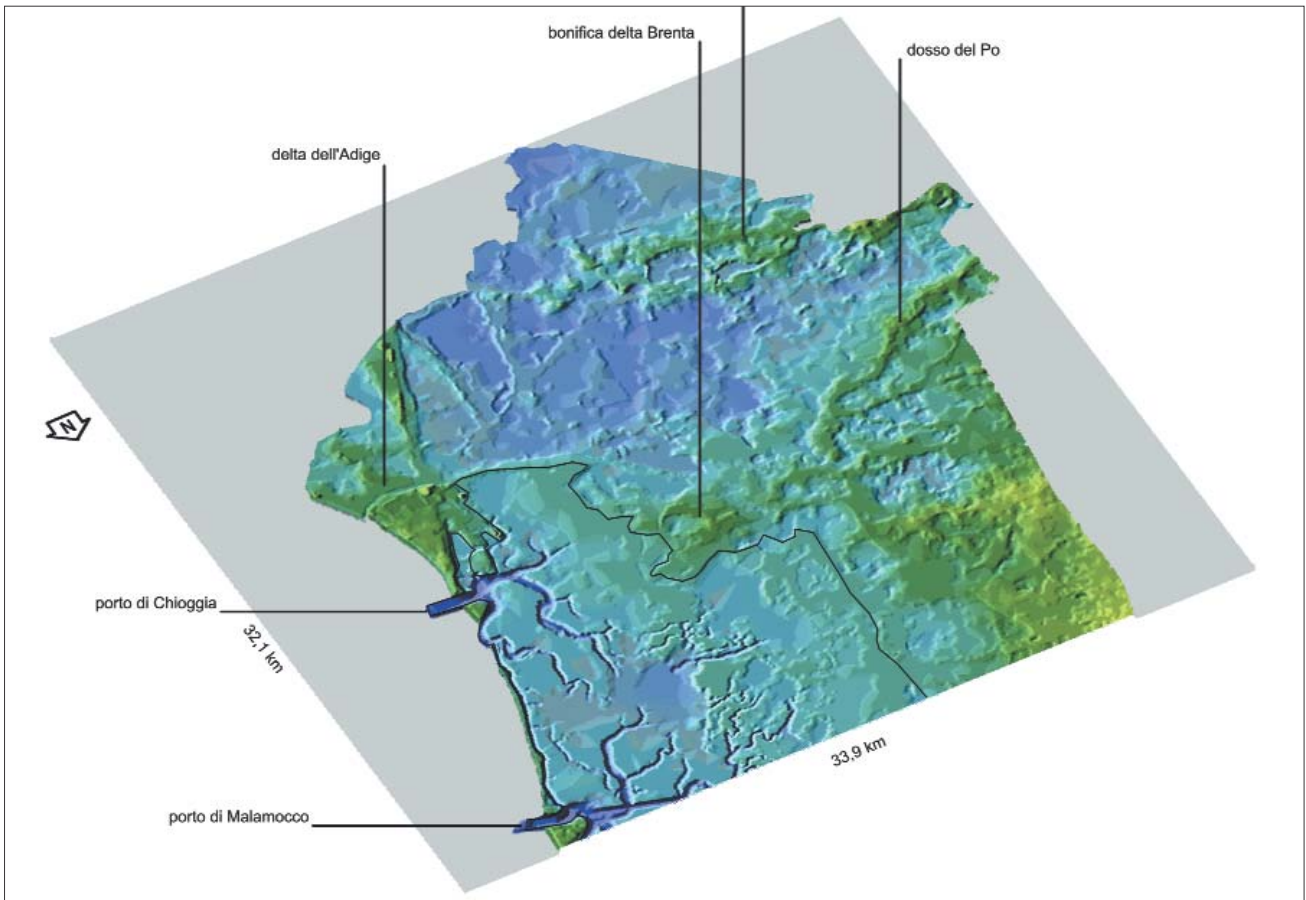 bonifica delta Brenta
dosso del Po
delta dell'Adige
N
porto di Chioggia
32,1 km
33,9 km
porto di Malamocco